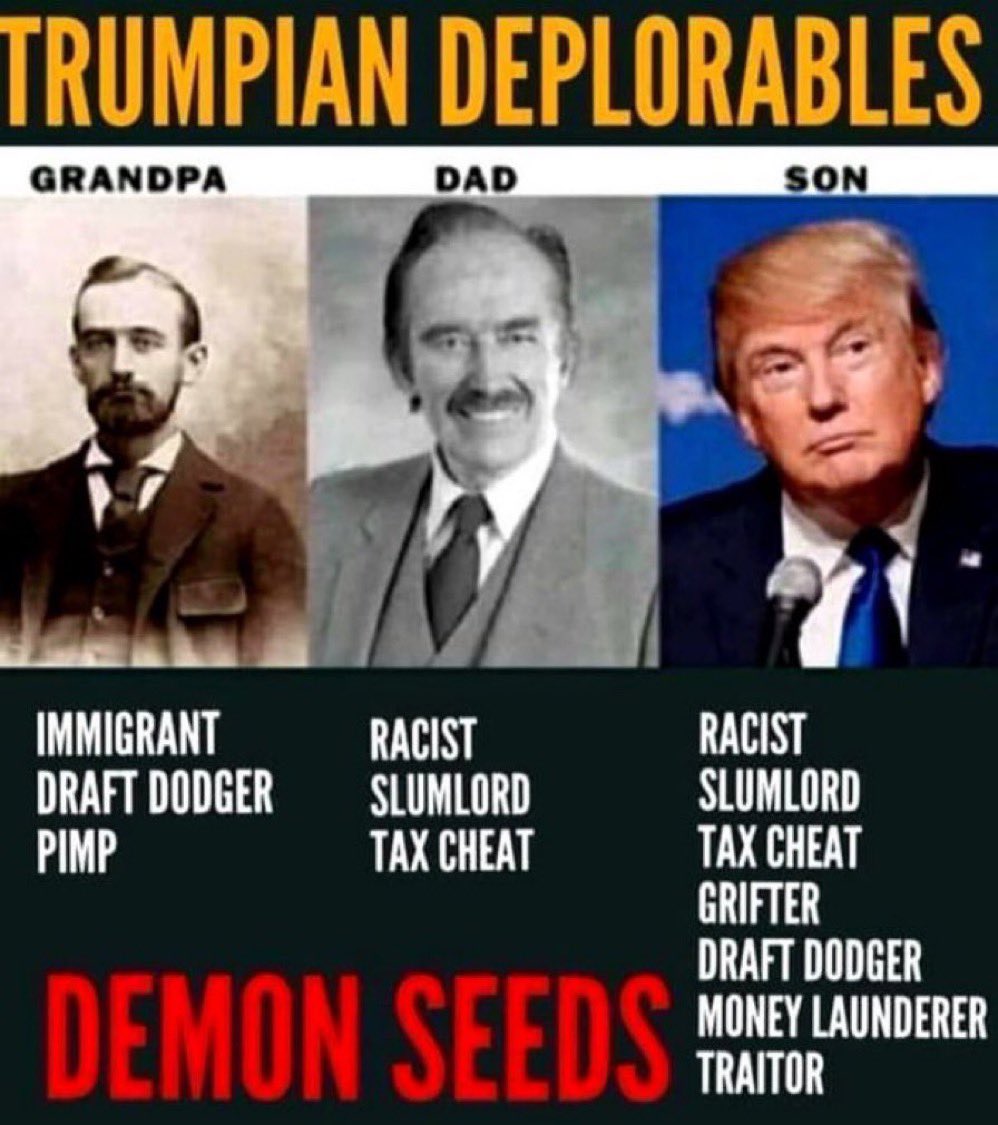 TRUMPIAN DEPLORABLES
GRANDPA
DAD
SON
IMMIGRANT
DRAFT DODGER
PIMP
RACIST
SLUMLORD
TAX CHEAT
RACIST
SLUMLORD
TAX CHEAT
GRIFTER
DRAFT DODGER
MONEY LAUNDERER
TRAITOR
DEMON SEEDS